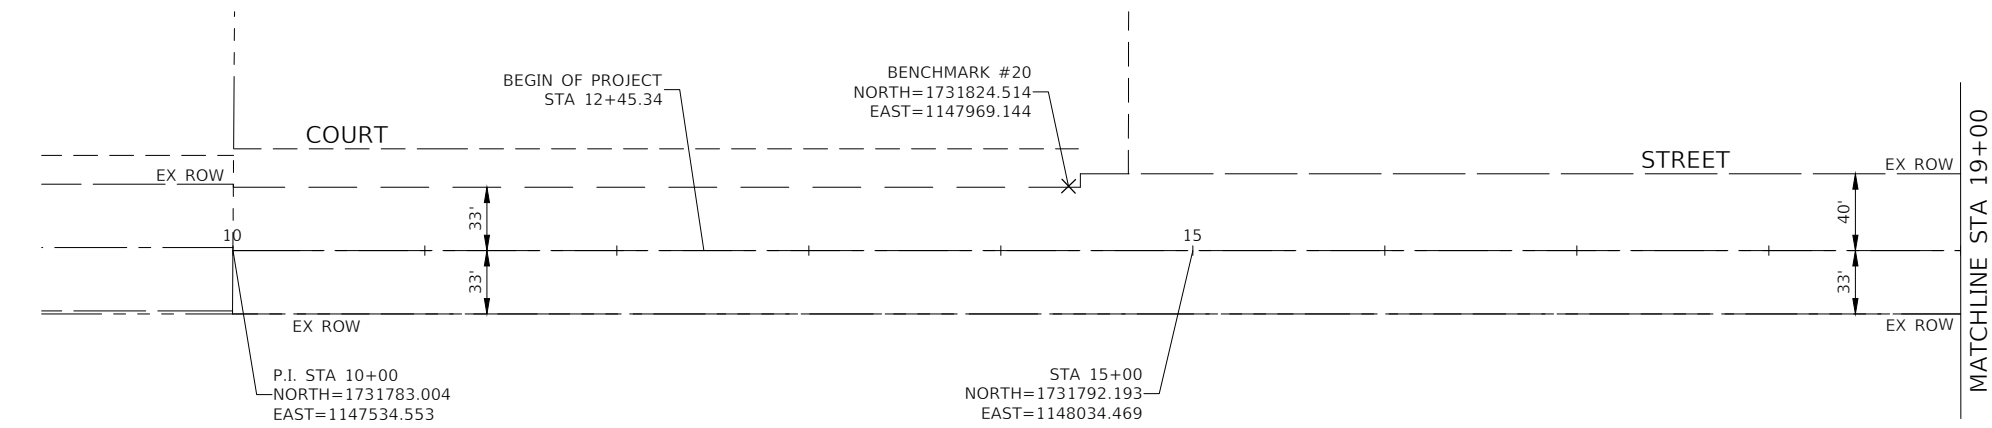 BEGIN OF PROJECT
STA 12+45.34
BENCHMARK #20
NORTH=1731824.514
EAST=1147969.144
COURT
STREET
EX ROW
EX ROW
33'
40'
10
15
33'
33'
EX ROW
EX ROW
P.I. STA 10+00
NORTH=1731783.004
EAST=1147534.553
STA 15+00
NORTH=1731792.193
EAST=1148034.469
MATCHLINE STA 19+00